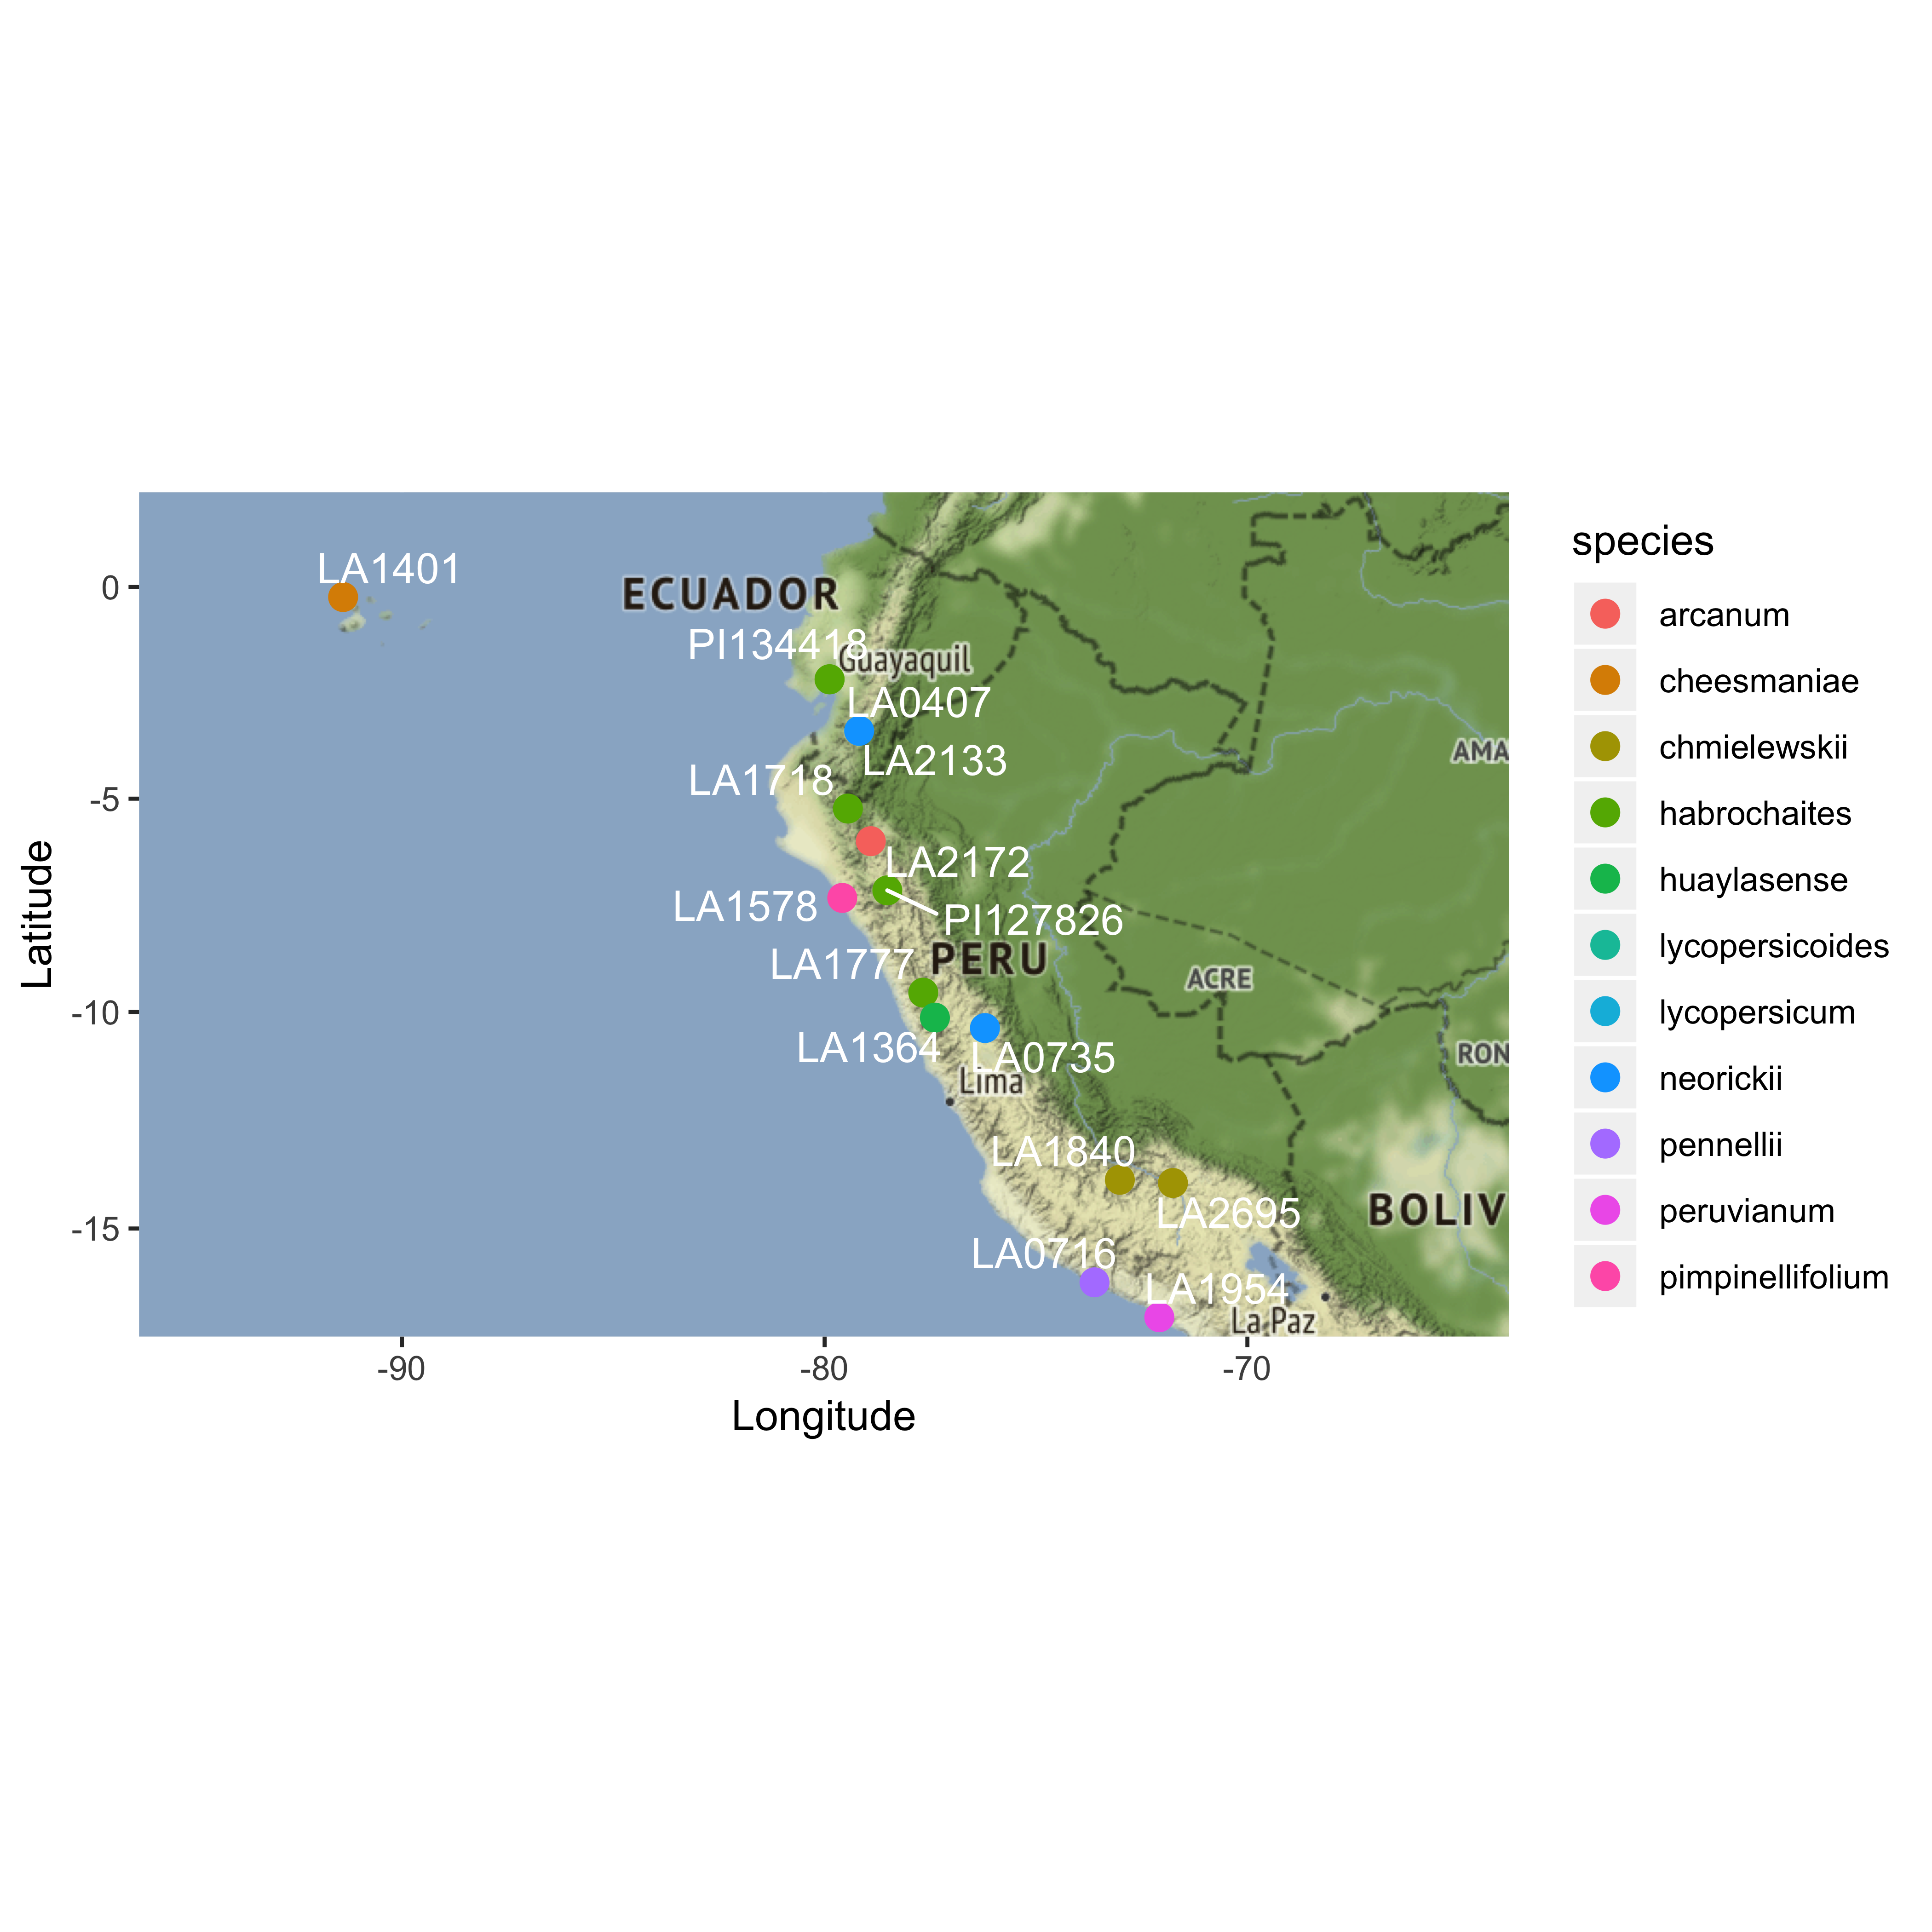 species
arcanum
cheesmaniae
chmielewskii
habrochaites
huaylasense
lycopersicoides
lycopersicum
neorickii
pennellii
peruvianum
pimpinellifolium
LA1401
ECUADOR
PI134418
Guayaquil
LA0407
LA2133
AMA
LA1718
LA2172
LA1578
PI127826
LA1777
PERU
ACRE
LA1364
LA0735
RON
Lima
LA1840
LA2695
BOLIV
LA0716
LA1954
La Paz
0
-5
-10
-15
Latitude
-90
-80
-70
Longitude